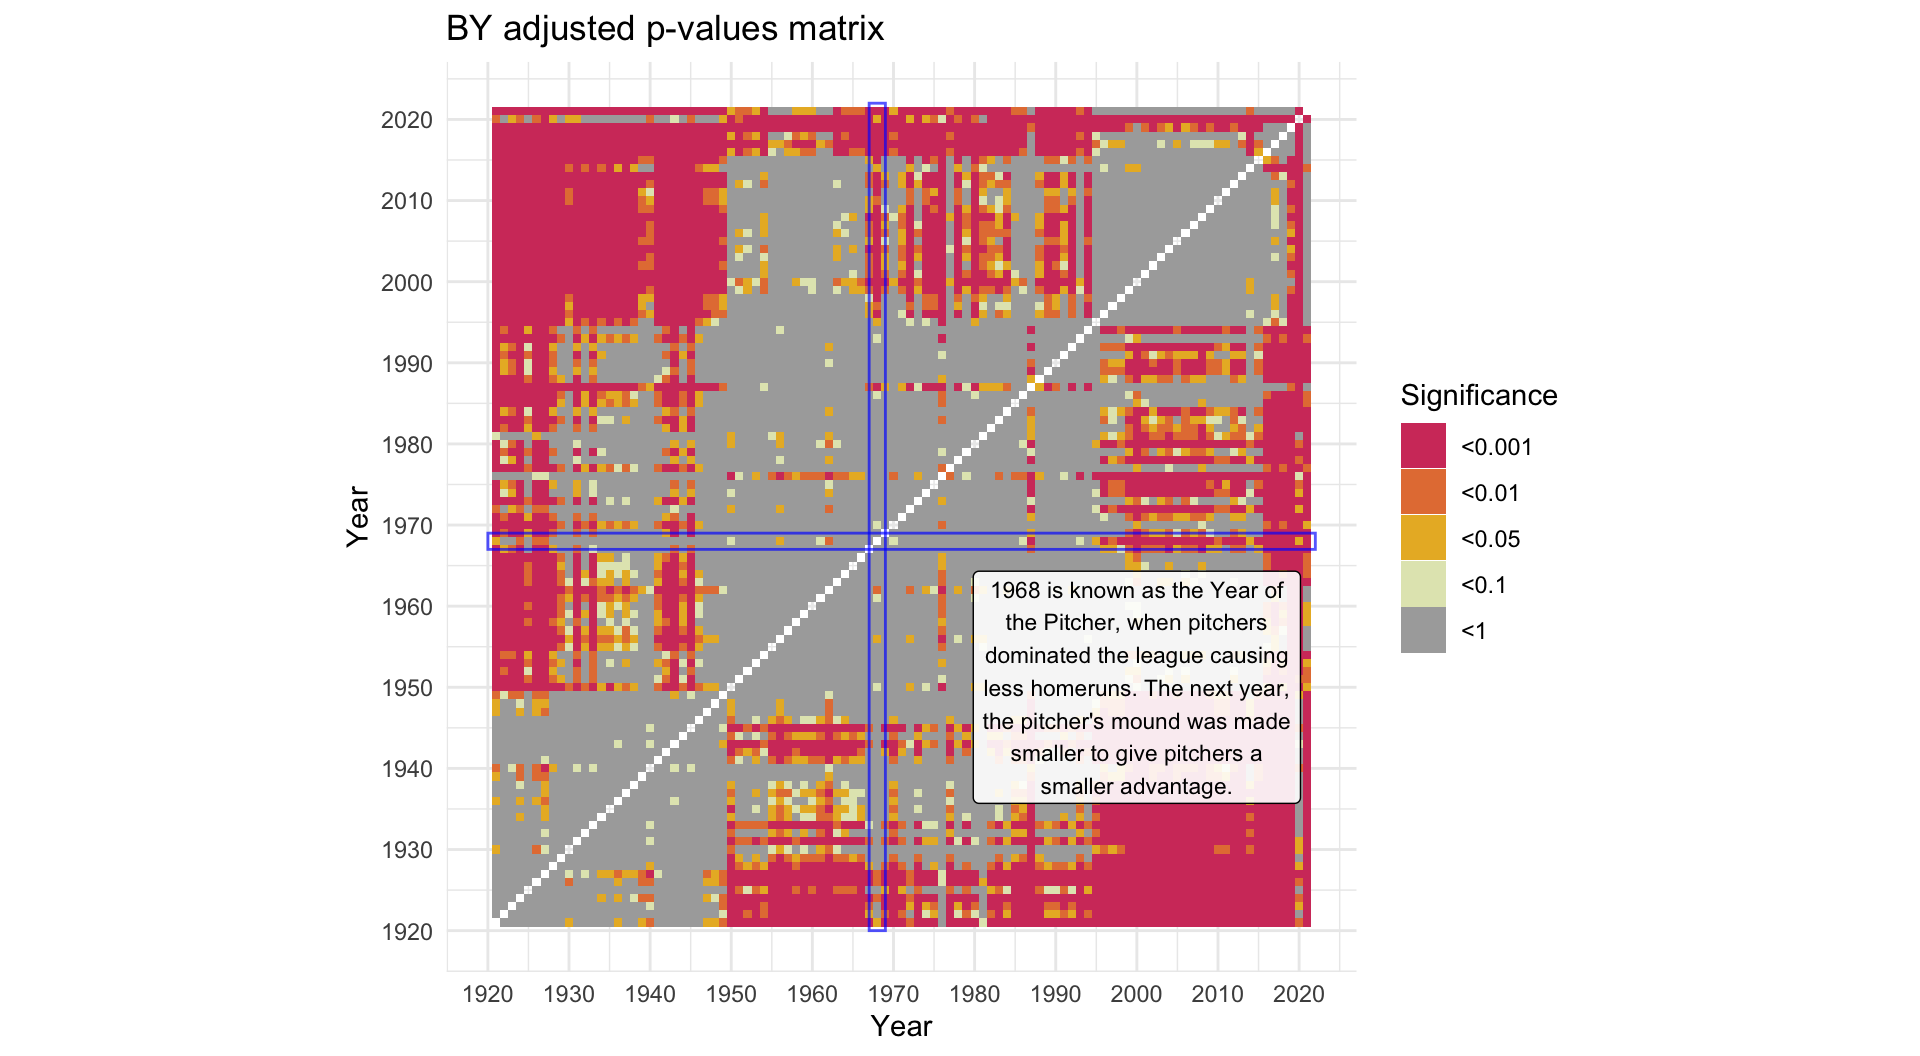 BY adjusted p-values matrix
Year
2020
2010
2000
1990
1980
1970
1960
1950
1940
1930
1920
1968 is known as the Year of
the Pitcher, when pitchers
dominated the league causing
less homeruns. The next year,
the pitcher's mound was made
smaller to give pitchers a
smaller advantage.
1920 1930 1940 1950 1960 1970 1980 1990 2000 2010 2020
Year
Significance
<0.001
<0.01
<0.05
<0.1
<1